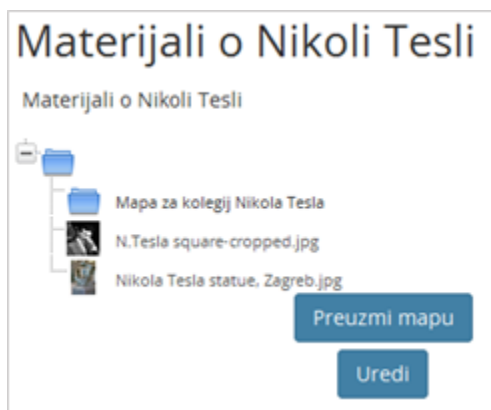 Materijali o Nikoli Tesli
Materijali o Nikoli Tesli
Mapa za kolegij Nikola Tesla
N.Tesla square-cropped.jpg
Nikola Tesla statue, Zagreb.jpg
Preuzmi mapu
Uredi